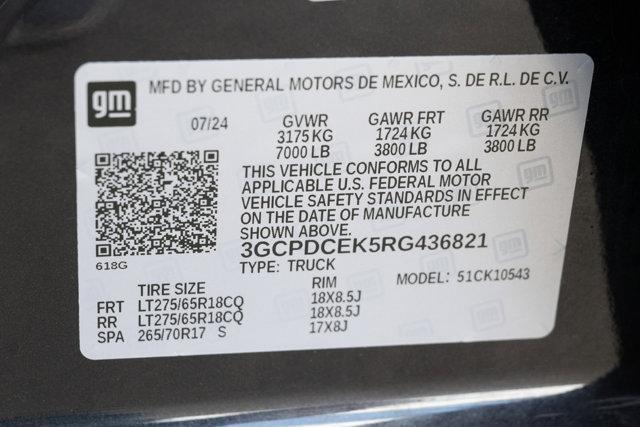 gm
MFD BY GENERAL MOTORS DE MEXICO, S. DE R.L. DE C.V.
07/24 GVWR GAWR FRT GAWR RR
3175 KG 1724 KG 1724 KG
7000 LB 3800 LB 3800 LB
THIS VEHICLE CONFORMS TO ALL
APPLICABLE U.S. FEDERAL MOTOR
VEHICLE SAFETY STANDARDS IN EFFECT
ON THE DATE OF MANUFACTURE
SHOWN ABOVE.
3GCPDCEK5RG436821
618G
TYPE: TRUCK MODEL: 51CK10543
TIRE SIZE RIM
FRT LT275/65R18CQ 18X8.5J
RR LT275/65R18CQ 18X8.5J
SPA 265/70R17 S 17X8J